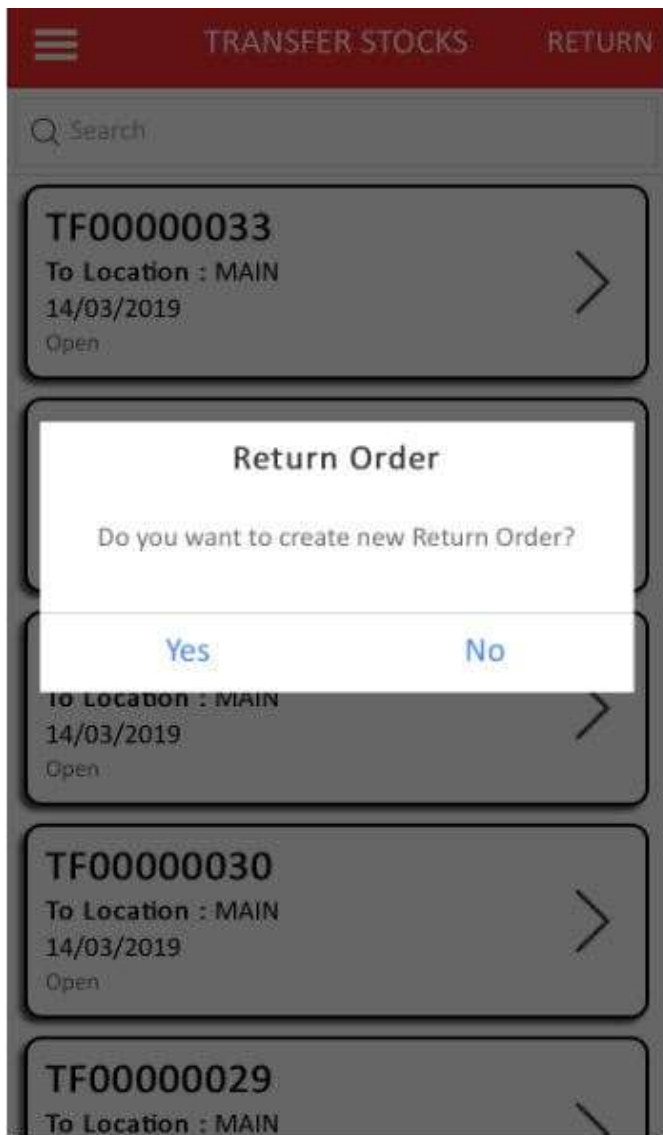 TRANSFER STOCKS RETURN
Search
TF00000033
To Location : MAIN
14/03/2019
Open
Return Order
Do you want to create new Return Order?
Yes No
To Location : MAIN
14/03/2019
Open
TF00000030
To Location : MAIN
14/03/2019
Open
TF00000029
To Location : MAIN